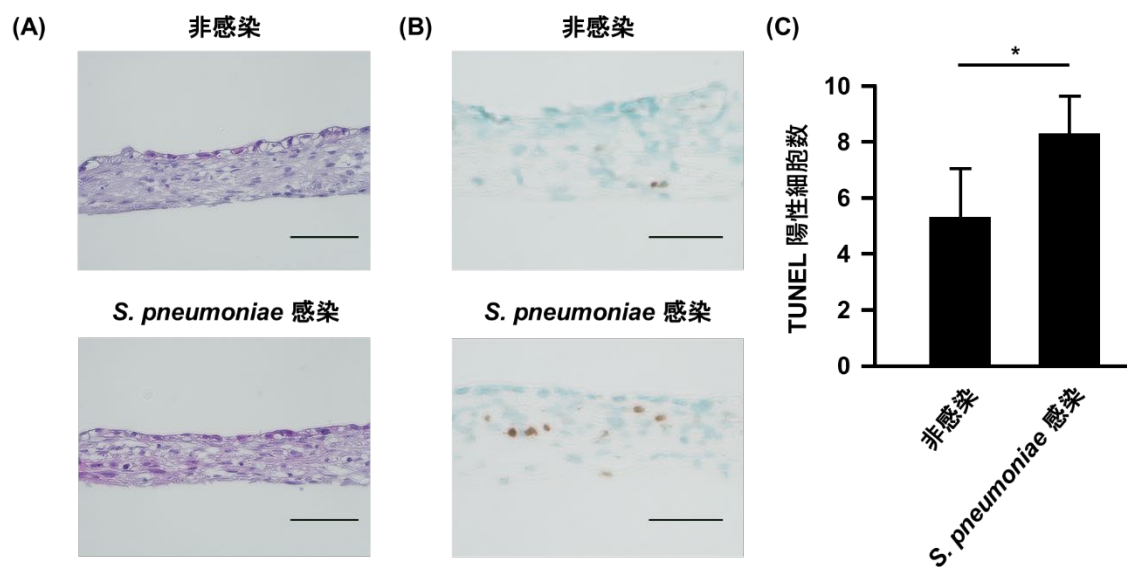 (A)
非感染
S. pneumoniae 感染
(B)
非感染
S. pneumoniae 感染
(C)
*
TUNEL 陽性細胞数
10
8
6
4
2
0
非感染
S. pneumoniae 感染